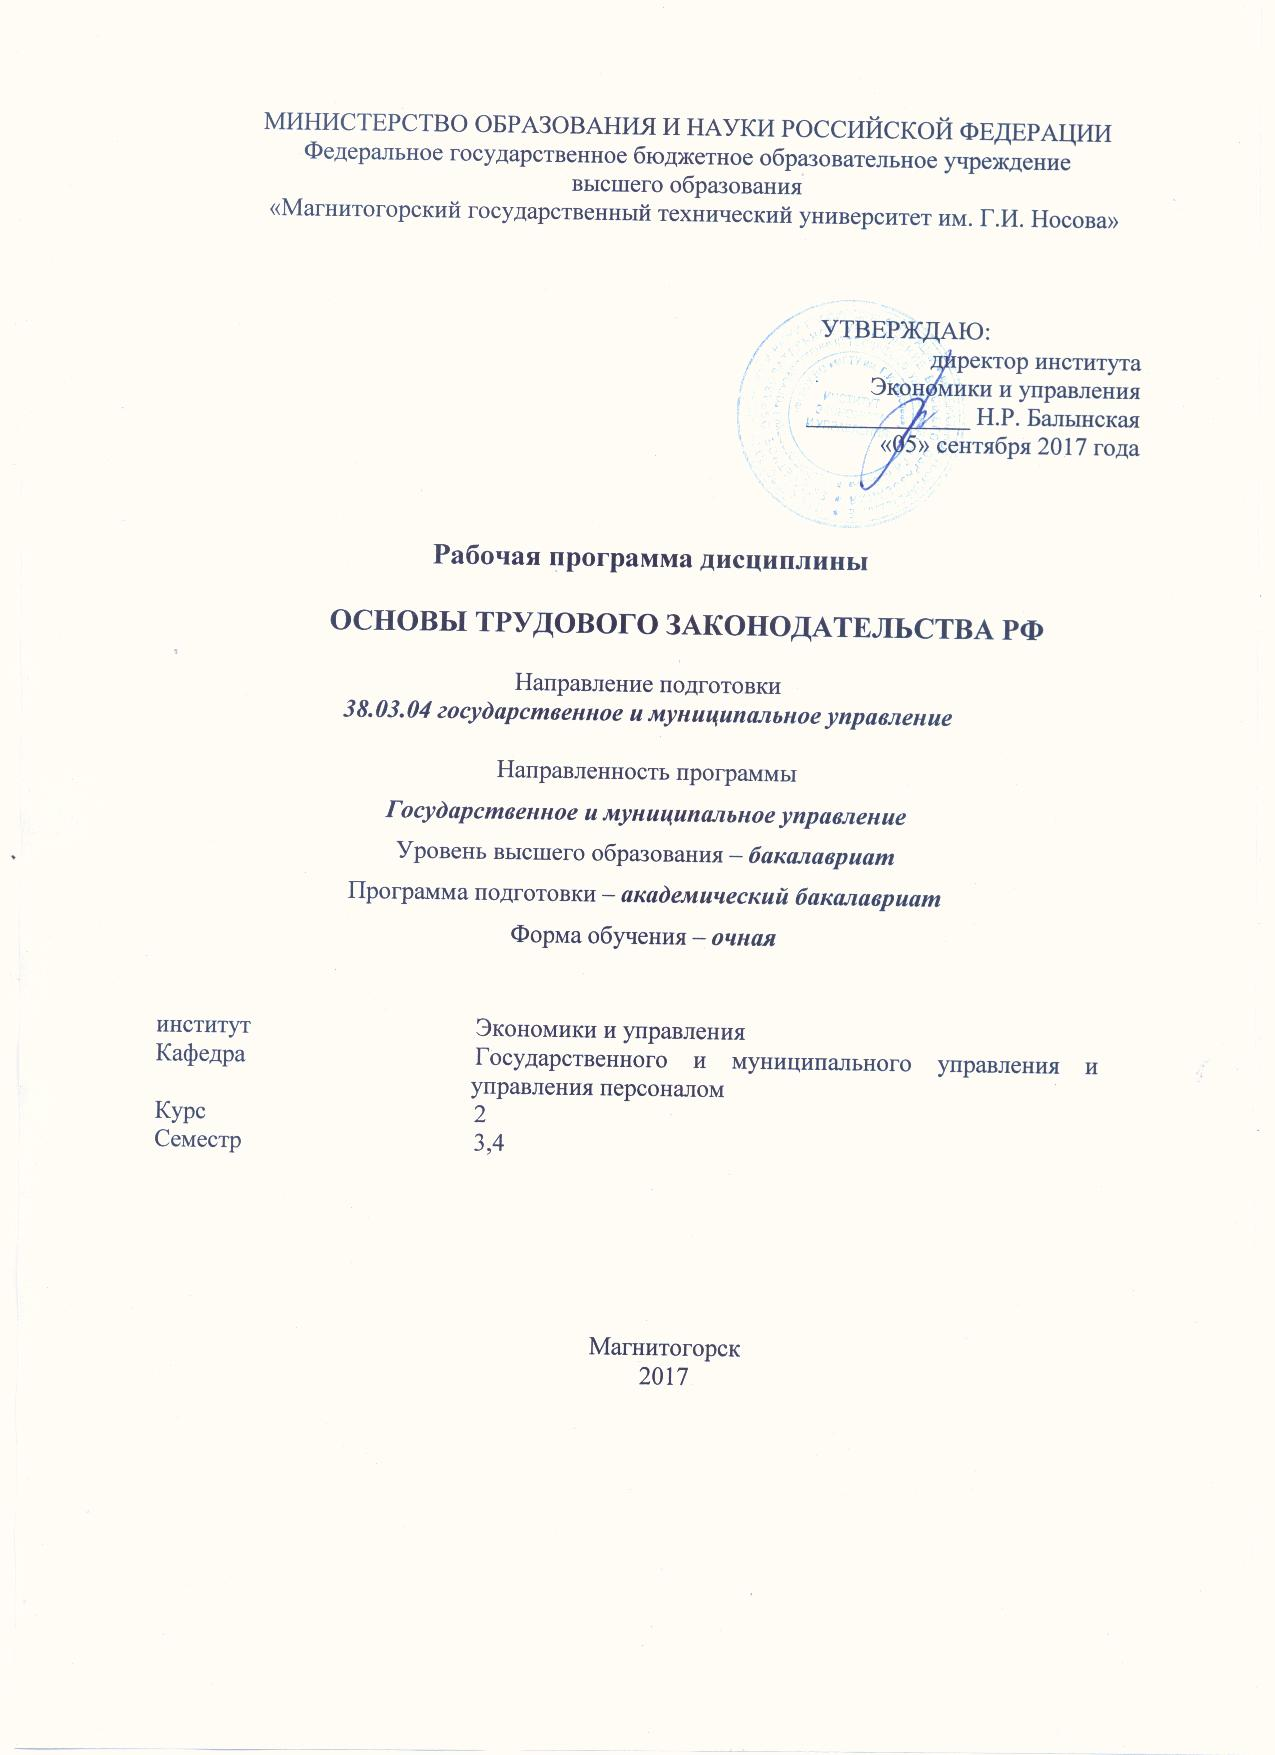 МИНИСТЕРСТВО ОБРАЗОВАНИЯ И НАУКИ РОССИЙСКОЙ ФЕДЕРАЦИИ
Федеральное государственное бюджетное образовательное учреждение
высшего образования
«Магнитогорский государственный технический университет им. Г.И. Носова»
УТВЕРЖДАЮ:
директор института
Экономики и управления
Н.Р. Балынская
«05» сентября 2017 года
ИНСТИТУТ
Рабочая программа дисциплины
ОСНОВЫ ТРУДОВОГО ЗАКОНОДАТЕЛЬСТВА РФ
Направление подготовки
38.03.04 государственное и муниципальное управление
Направленность программы
Государственное и муниципальное управление
Уровень высшего образования – бакалавриат
Программа подготовки – академический бакалавриат
Форма обучения – очная
институт Экономики и управления
Кафедра Государственного и муниципального управления и
управления персоналом
Курс 2
Семестр 3,4
Магнитогорск
2017